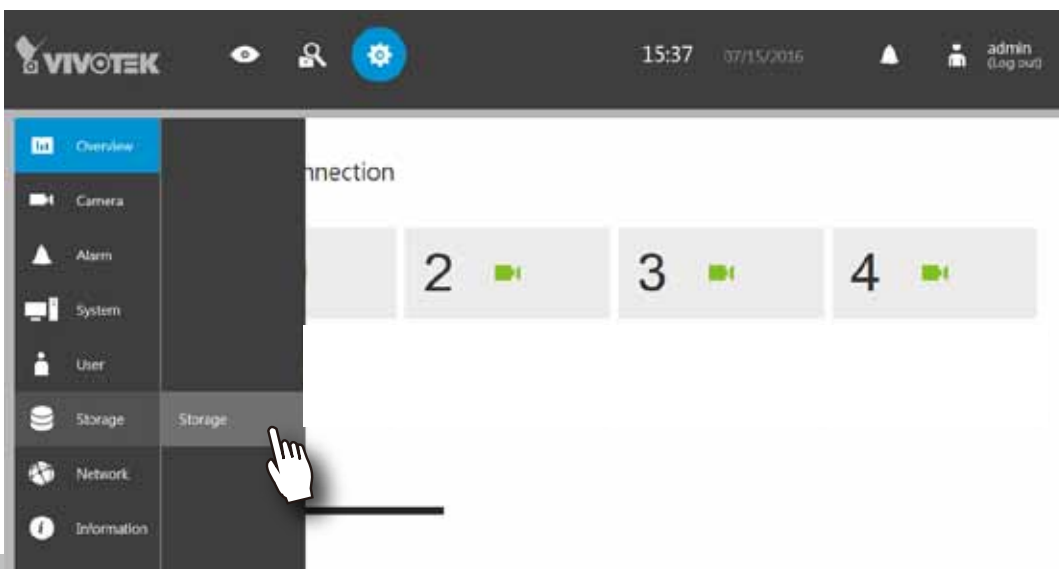 VIVOTEK 15:37 07/15/2016 admin
(Log out)
Overview
nnection
Camera
Alarm
2 3 4
System
User
Storage Storage
Network
Information